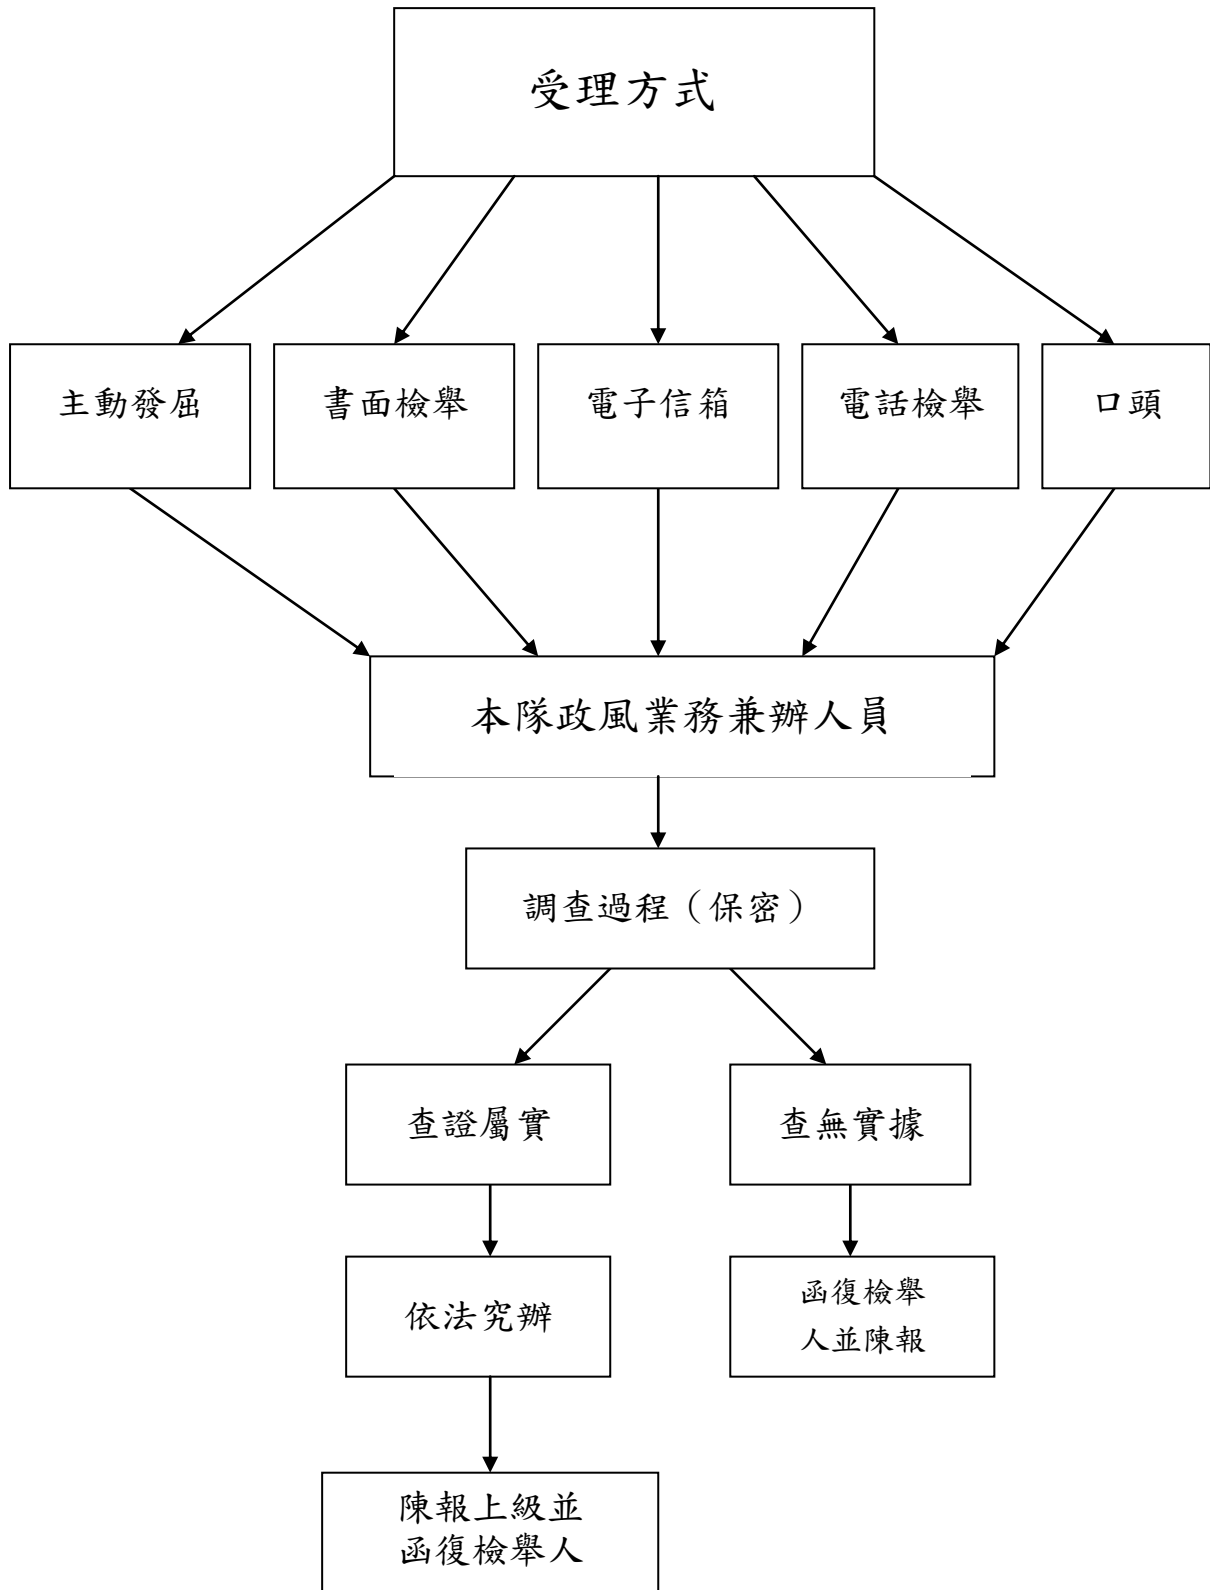 受理方式
主動發屈
書面檢舉
電子信箱
電話檢舉
口頭
本隊政風業務兼辦人員
調查過程（保密）
查證屬實
查無實據
依法究辦
函復檢舉
人並陳報
陳報上級並
函復檢舉人